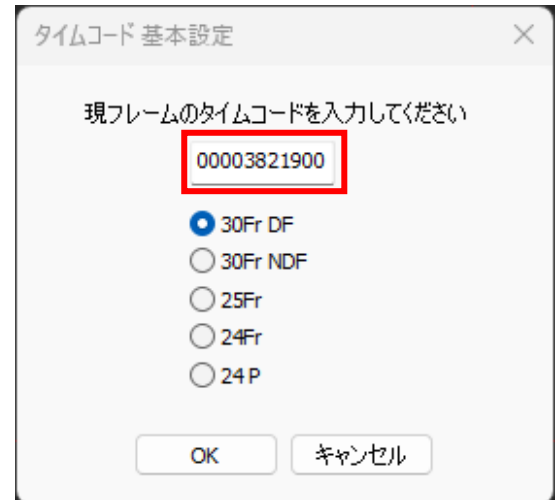 タイムコード 基本設定
現フレームのタイムコードを入力してください
00003821900
30Fr DF
30Fr NDF
25Fr
24Fr
24 P
OK キャンセル